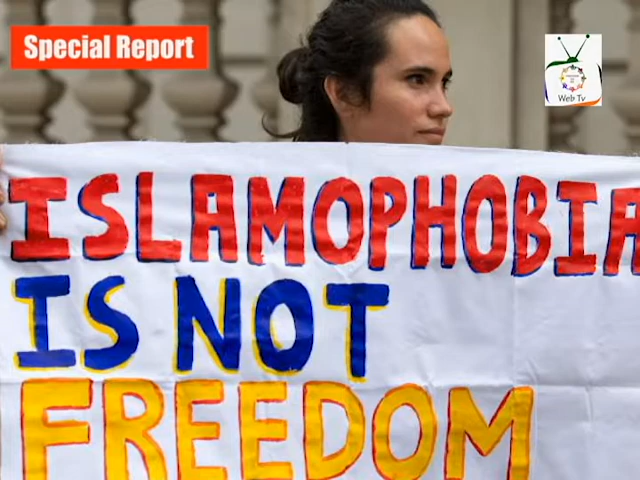 Special Report
Web Tv
ISLAMOPHOBIA
IS NOT
FREEDOM